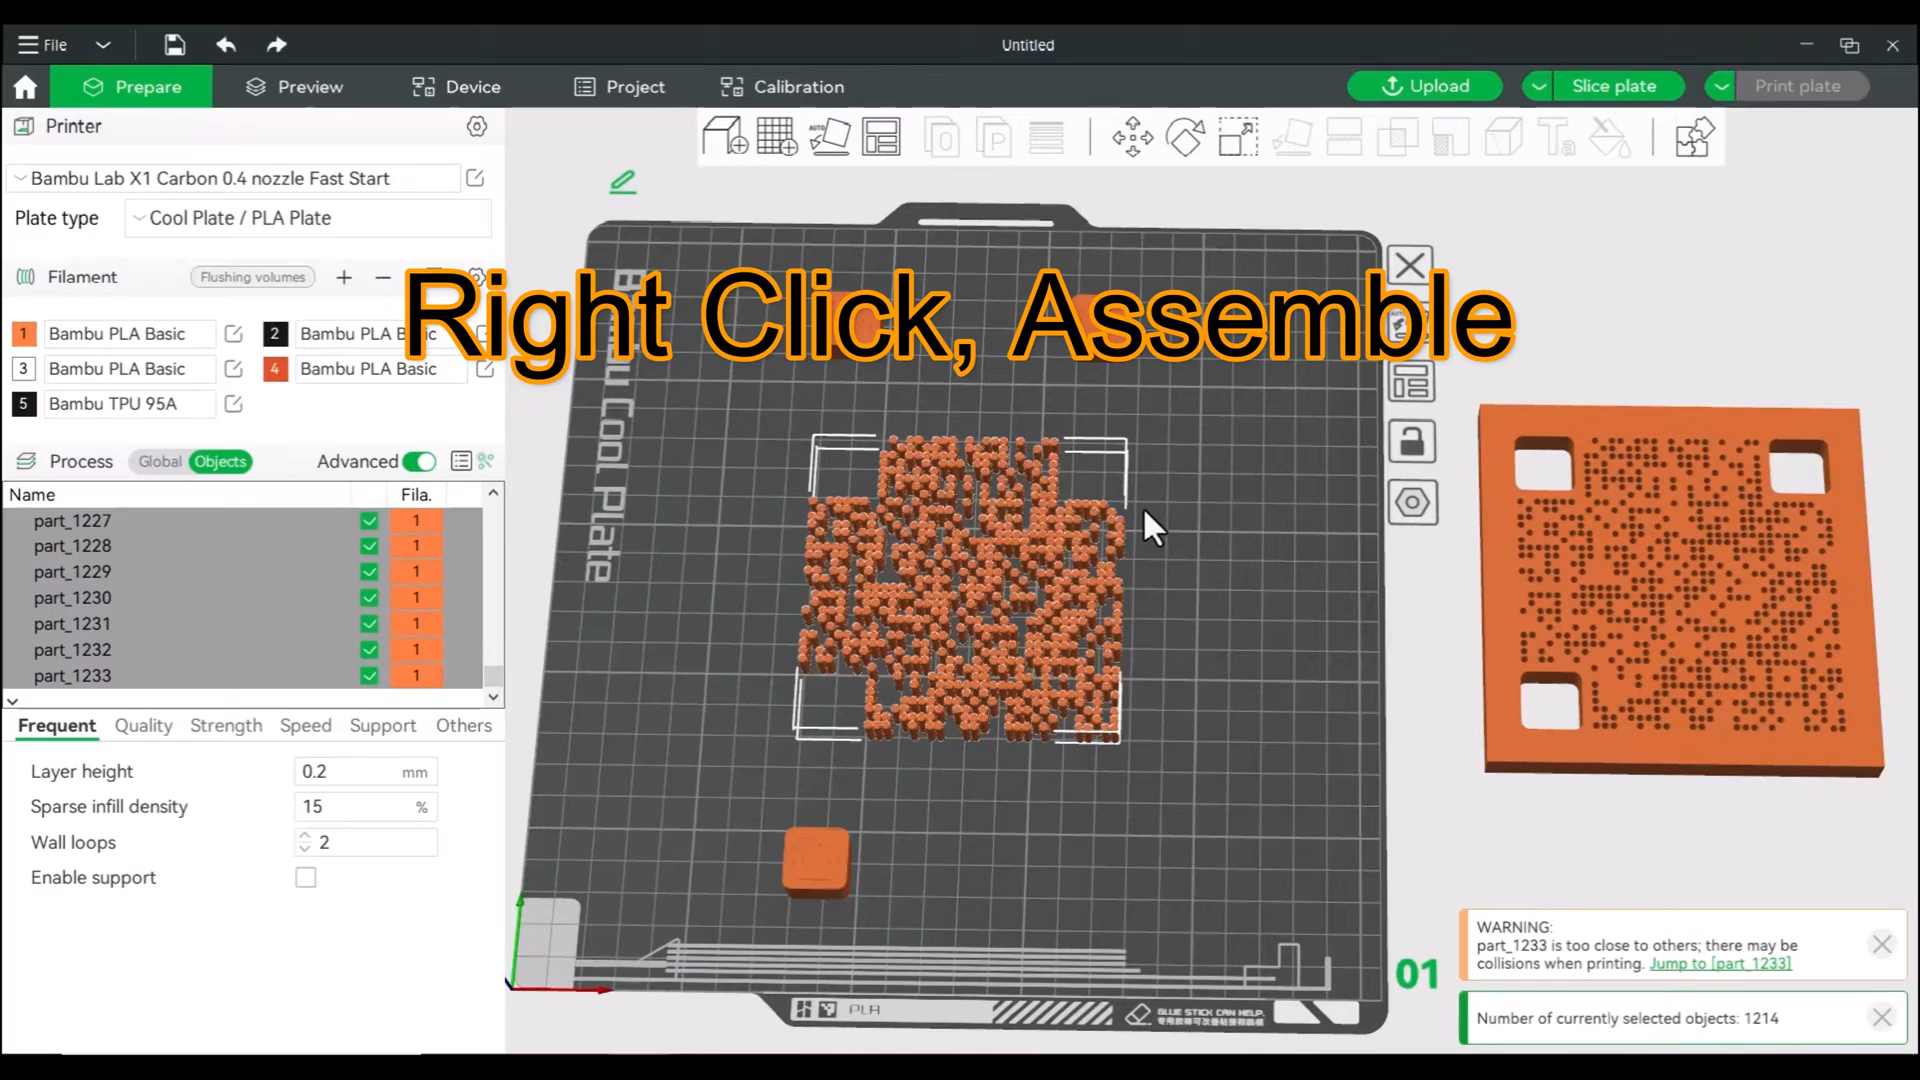 File
Untitled
Prepare
Preview
Device
Project
Calibration
Upload
Slice plate
Print plate
Printer
Bambu Lab X1 Carbon 0.4 nozzle Fast Start
Plate type
Cool Plate / PLA Plate
Filament
Flushing volumes
Right Click, Assemble
1 Bambu PLA Basic
2 Bambu PLA Basic
3 Bambu PLA Basic
4 Bambu PLA Basic
5 Bambu TPU 95A
Process
Global
Objects
Advanced
Name
Fila.
part_1227 1
part_1228 1
part_1229 1
part_1230 1
part_1231 1
part_1232 1
part_1233 1
Frequent
Quality
Strength
Speed
Support
Others
Layer height 0.2 mm
Sparse infill density 15 %
Wall loops 2
Enable support
Bambu Cool Plate
01
PLA
BLUE STICK CAN HELP.
WARNING:
part_1233 is too close to others; there may be
collisions when printing. Jump to [part_1233]
Number of currently selected objects: 1214